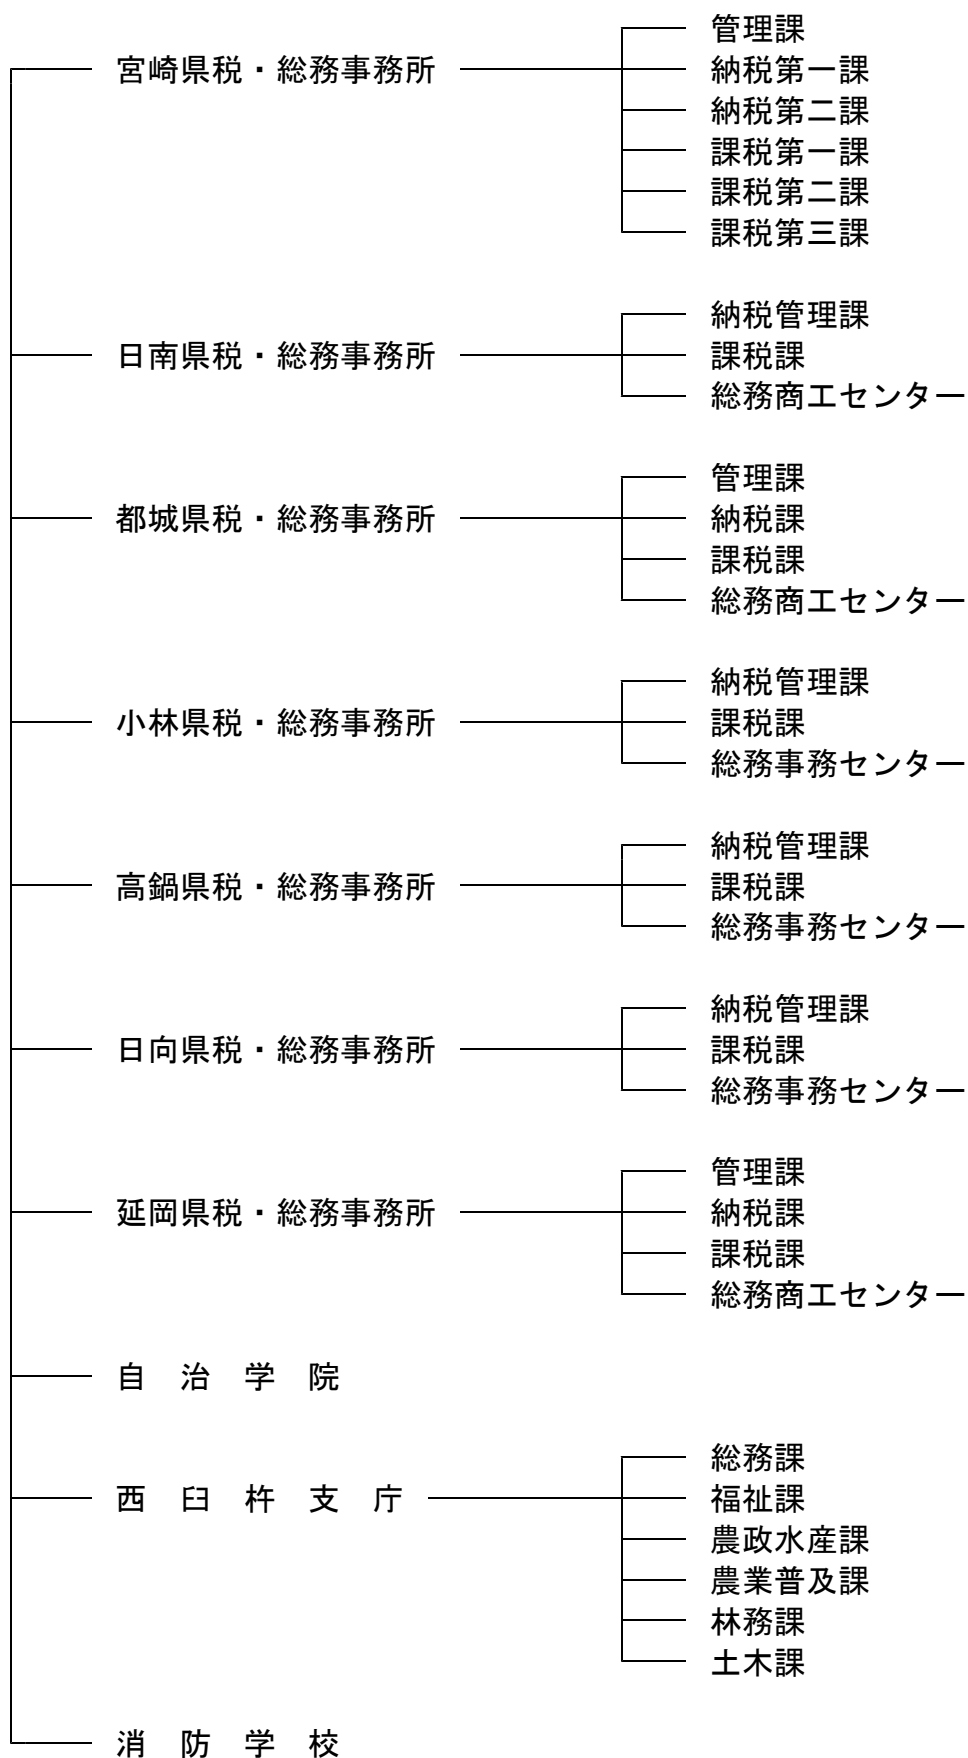 管理課
宮崎県税・総務事務所
納税第一課
納税第二課
課税第一課
課税第二課
課税第三課
納税管理課
日南県税・総務事務所
課税課
総務商工センター
管理課
都城県税・総務事務所
納税課
課税課
総務商工センター
納税管理課
小林県税・総務事務所
課税課
総務事務センター
納税管理課
高鍋県税・総務事務所
課税課
総務事務センター
納税管理課
日向県税・総務事務所
課税課
総務事務センター
管理課
延岡県税・総務事務所
納税課
課税課
総務商工センター
自　治　学　院
総務課
西　臼　杵　支　庁
福祉課
農政水産課
農業普及課
林務課
土木課
消　防　学　校